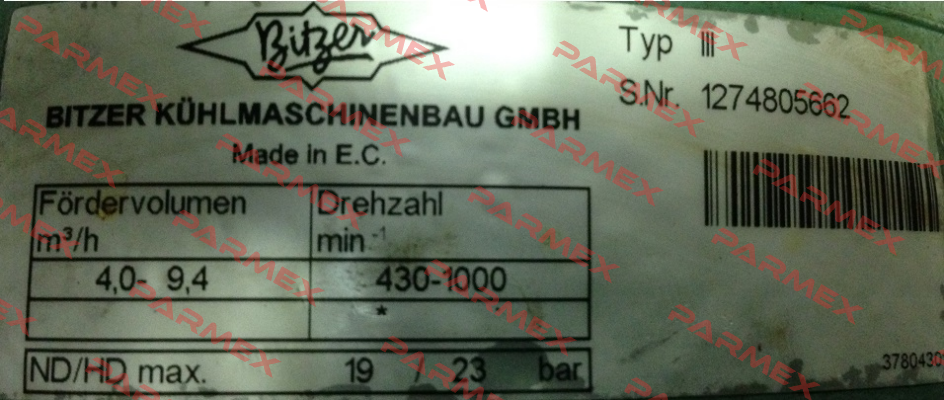 Bitzer
BITZER KÜHLMASCHINENBAU GMBH
Made in E.C.
Typ III
S.Nr. 1274805662
Fördervolumen m³/h
Drehzahl min⁻¹
4,0- 9,4
430-1000
*
ND/HD max. 19 / 23 bar
PARMEX